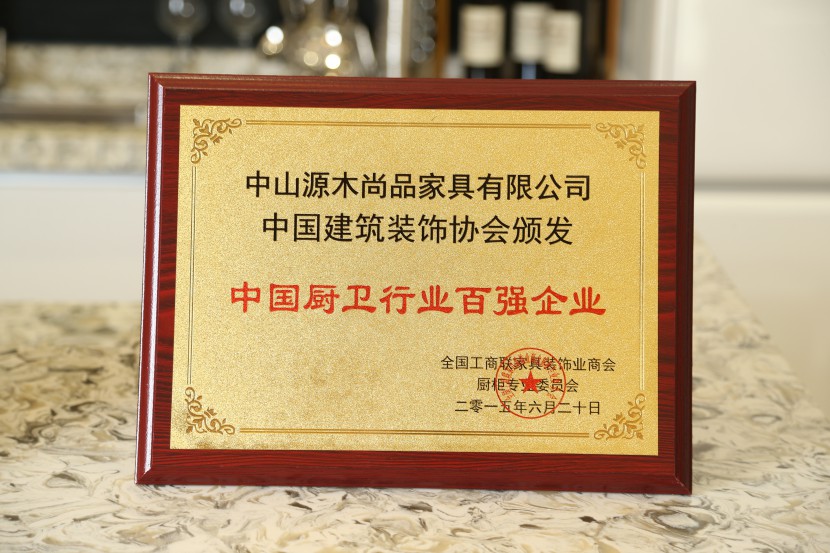 中山源木尚品家具有限公司
中国建筑装饰协会颁发
中国厨卫行业百强企业
全国工商联家具装饰业商会
厨柜专业委员会
二零一五年六月二十日